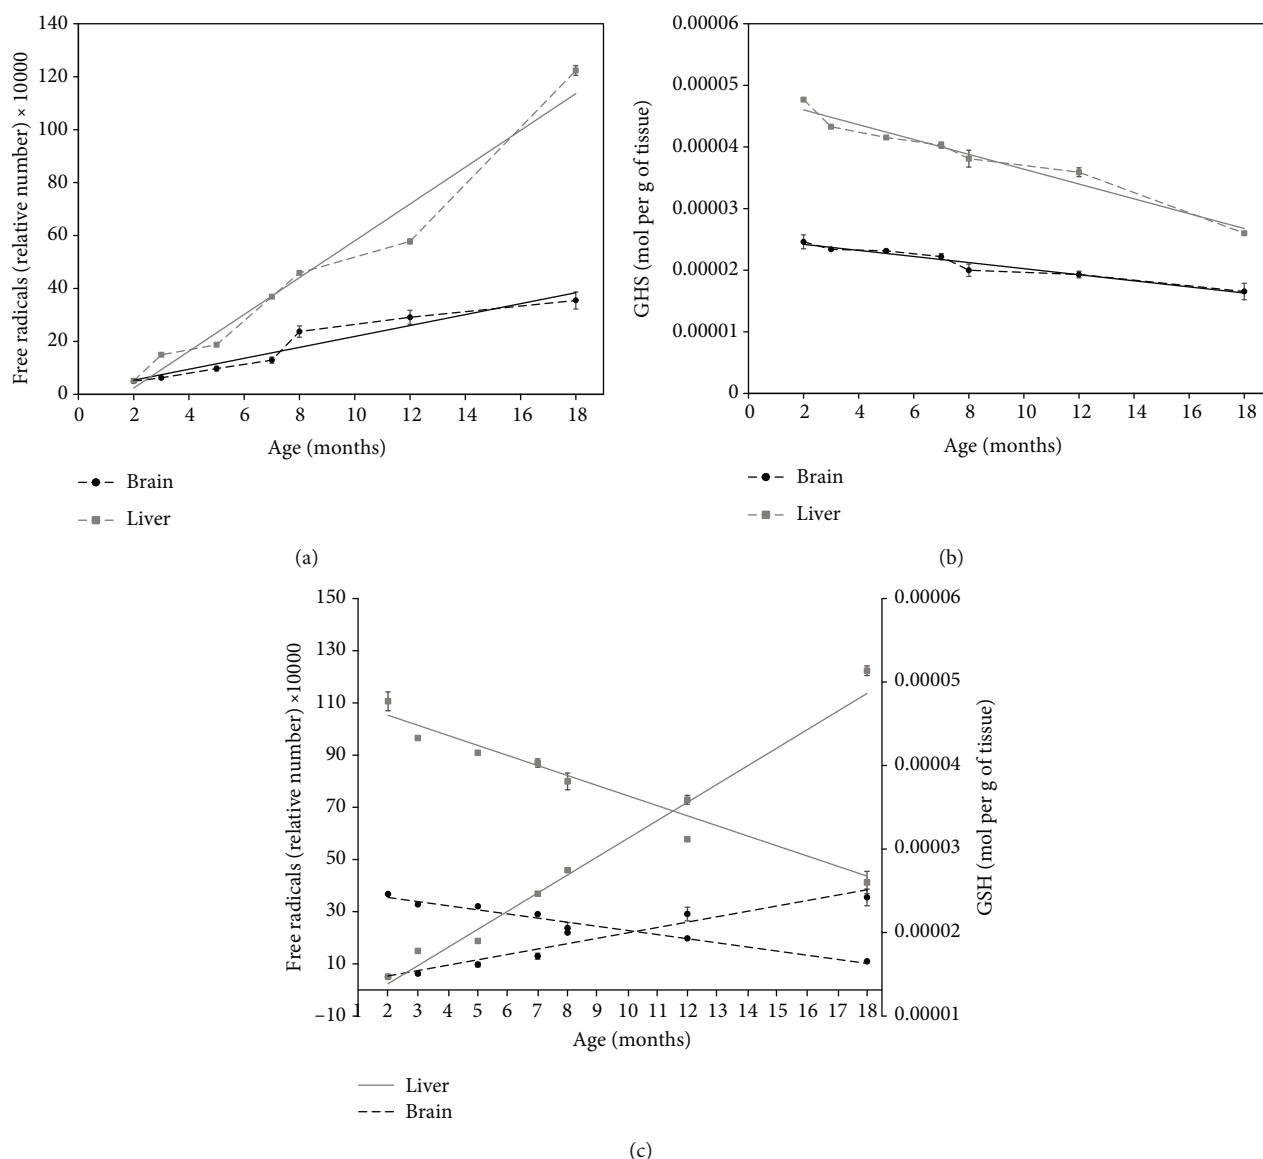 140
120
100
80
60
40
20
0
0 2 4 6 8 10 12 14 16 18
Free radicals (relative number) × 10000
Age (months)
Brain
Liver
(a)
0.00006
0.00005
0.00004
0.00003
0.00002
0.00001
0
0 2 4 6 8 10 12 14 16 18
GHS (mol per g of tissue)
Age (months)
Brain
Liver
(b)
150
130
110
90
70
50
30
10
−10
Free radicals (relative number) ×10000
1 2 3 4 5 6 7 8 9 10 11 12 13 14 15 16 17 18
Age (months)
0.00006
0.00005
0.00004
0.00003
0.00002
0.00001
GSH (mol per g of tissue)
Liver
Brain
(c)